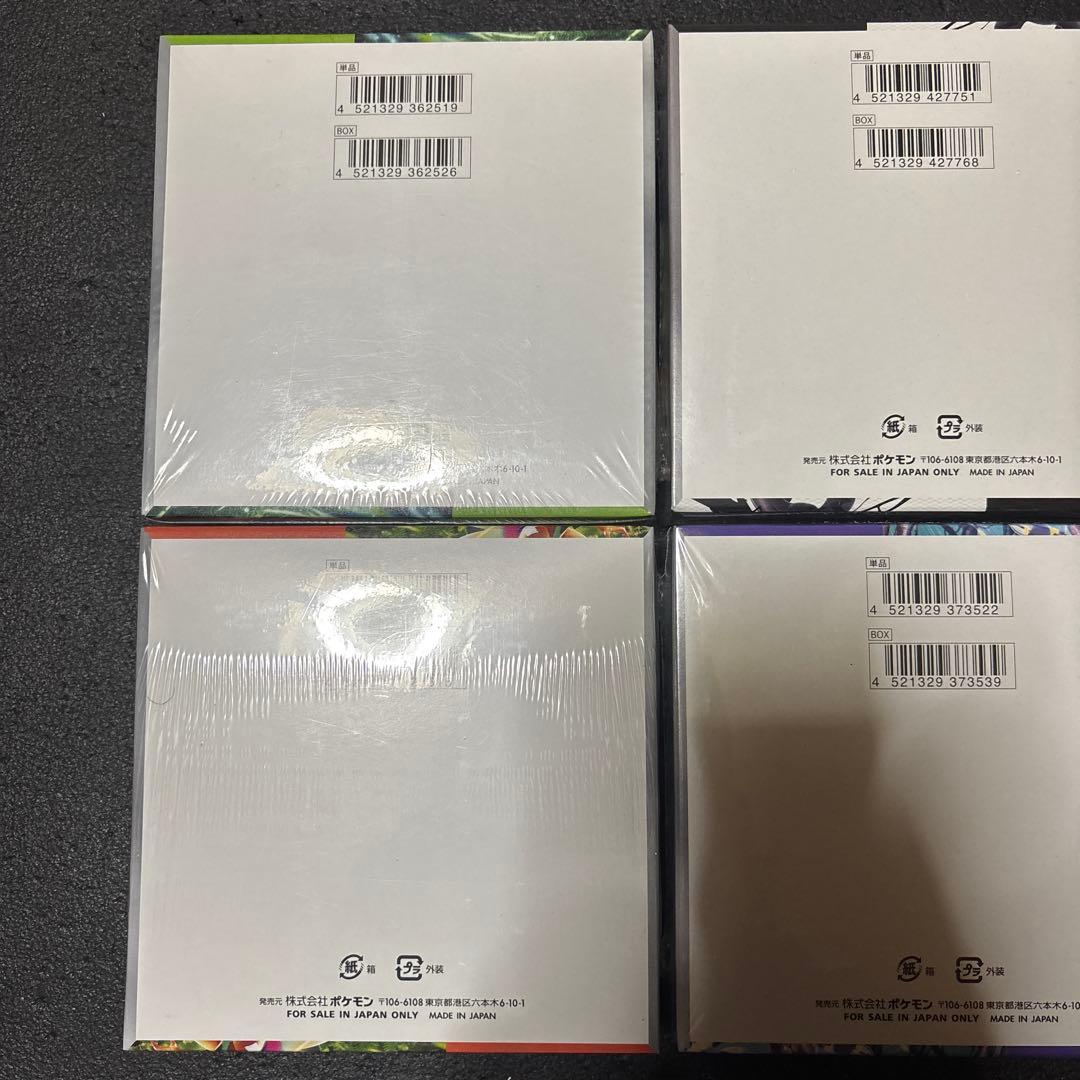 単品
4 521329 362519
BOX
4 521329 362526
木6-10-1
JAPAN
単品
4 521329 427751
BOX
4 521329 427768
紙 箱 プラ 外装
発売元 株式会社ポケモン 〒106-6108 東京都港区六本木6-10-1
FOR SALE IN JAPAN ONLY MADE IN JAPAN
単品
紙 箱 プラ 外装
発売元 株式会社ポケモン 〒106-6108 東京都港区六本木6-10-1
FOR SALE IN JAPAN ONLY MADE IN JAPAN
単品
4 521329 373522
BOX
4 521329 373539
紙 箱 プラ 外装
発売元 株式会社ポケモン 〒106-6108 東京都港区六本木6-10
FOR SALE IN JAPAN ONLY MADE IN JAPAN